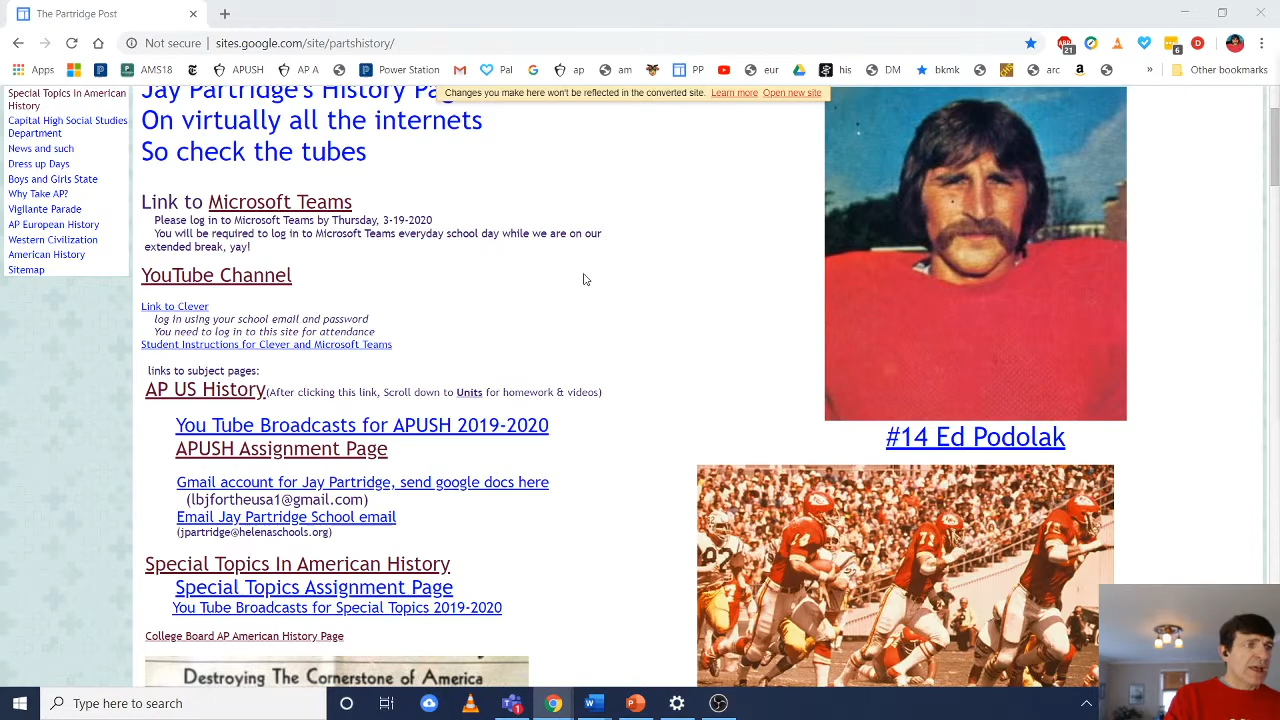 The Partridge Post
Not secure
sites.google.com/site/partchistory/
21
6
Apps
AMS18
APUSH
AP A
Power Station
Pal
ap
am
PP
eur
his
DM
bkmk
arc
»
Other bookmarks
Special Topics In American
History
Capital High Social Studies
Department
News and such
Dress up Days
Boys and Girls State
Why Take AP?
Vigilante Parade
AP European History
Western Civilization
American History
Sitemap
Changes you make here won't be reflected in the converted site. Learn more Open new site
Jay Partridge's History Pag
On virtually all the internets
So check the tubes
Link to Microsoft Teams
Please log in to Microsoft Teams by Thursday, 3-19-2020
You will be required to log in to Microsoft Teams everyday school day while we are on our
extended break, yay!
YouTube Channel
Link to Clever
log in using your school email and password
You need to log in to this site for attendance
Student Instructions for Clever and Microsoft Teams
links to subject pages:
AP US History(After clicking this link, Scroll down to Units for homework & videos)
You Tube Broadcasts for APUSH 2019-2020
APUSH Assignment Page
Gmail account for Jay Partridge, send google docs here
(lbjfortheusa1@gmail.com)
Email Jay Partridge School email
(jpartridge@helenaschools.org)
Special Topics In American History
Special Topics Assignment Page
You Tube Broadcasts for Special Topics 2019-2020
College Board AP American History Page
Destroying The Cornerstone of America
#14 Ed Podolak
14
71
Type here to search
1